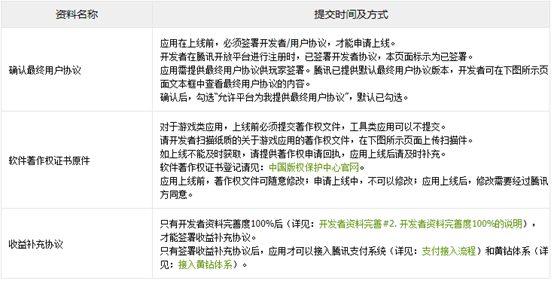 资料名称
提交时间及方式
确认最终用户协议
应用在上线前，必须签署开发者/用户协议，才能申请上线。
开发者在腾讯开放平台进行注册时，已签署开发者协议，本页面标示为已签署。
应用需提供最终用户协议供玩家签署。腾讯已提供默认最终用户协议版本，开发者可在下图所示页
面文本框中查看最终用户协议的内容。
确认后，勾选“允许平台为我提供最终用户协议”，默认已勾选。
软件著作权证书原件
对于游戏类应用，上线前必须提交著作权文件，工具类应用可以不提交。
请开发者扫描纸质的关于游戏应用的著作权文件，在下图所示页面上传扫描件。
如上线不能及时获取，请提供著作权申请回执，应用上线后请及时补充。
软件著作权证书登记请见：中国版权保护中心官网。
应用上线前，著作权文件可随意修改；申请上线中，不可以修改；应用上线后，修改需要经过腾讯
方同意。
收益补充协议
只有开发者资料完善度100%后（详见：开发者资料完善#2. 开发者资料完善度100%的说明），
才能签署收益补充协议。
只有签署收益补充协议后，应用才可以接入腾讯支付系统（详见：支付接入流程）和黄钻体系（详
见：接入黄钻体系）。